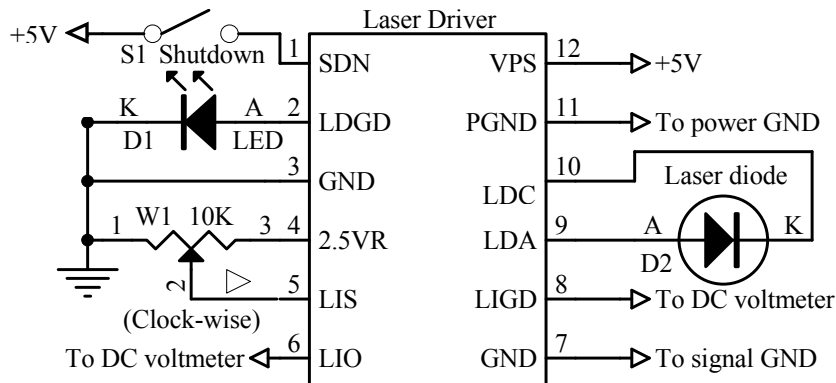 Laser Driver
+5V
S1 Shutdown
1
SDN
VPS
12
+5V
K
A
2
LDGD
PGND
11
To power GND
D1
LED
3
GND
LDC
10
Laser diode
1
W1
10K
3
4
2.5VR
LDA
9
A
K
D2
2
5
LIS
LIGD
8
To DC voltmeter
(Clock-wise)
To DC voltmeter
6
LIO
GND
7
To signal GND